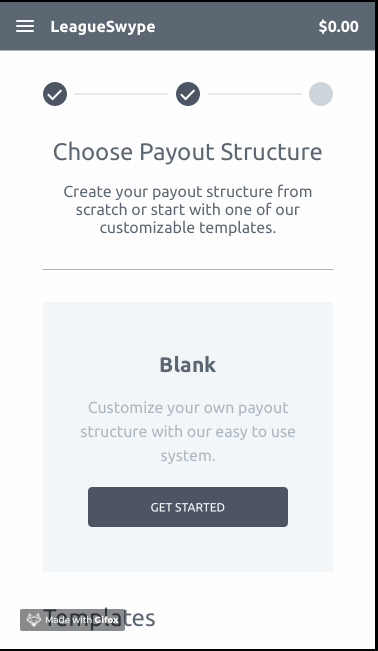 LeagueSwype $0.00
Choose Payout Structure
Create your payout structure from
scratch or start with one of our
customizable templates.
Blank
Customize your own payout
structure with our easy to use
system.
GET STARTED
Templates
Made with Gifox